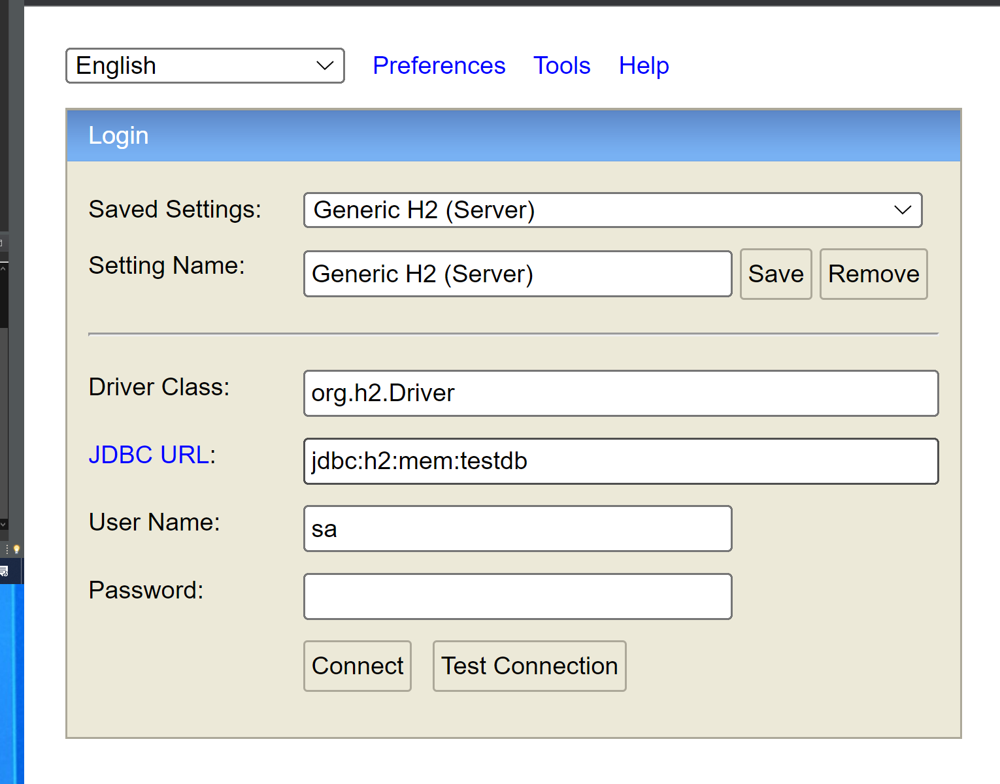 English Preferences Tools Help
Login
Saved Settings: Generic H2 (Server)
Setting Name: Generic H2 (Server) Save Remove
Driver Class: org.h2.Driver
JDBC URL: jdbc:h2:mem:testdb
User Name: sa
Password:
Connect Test Connection